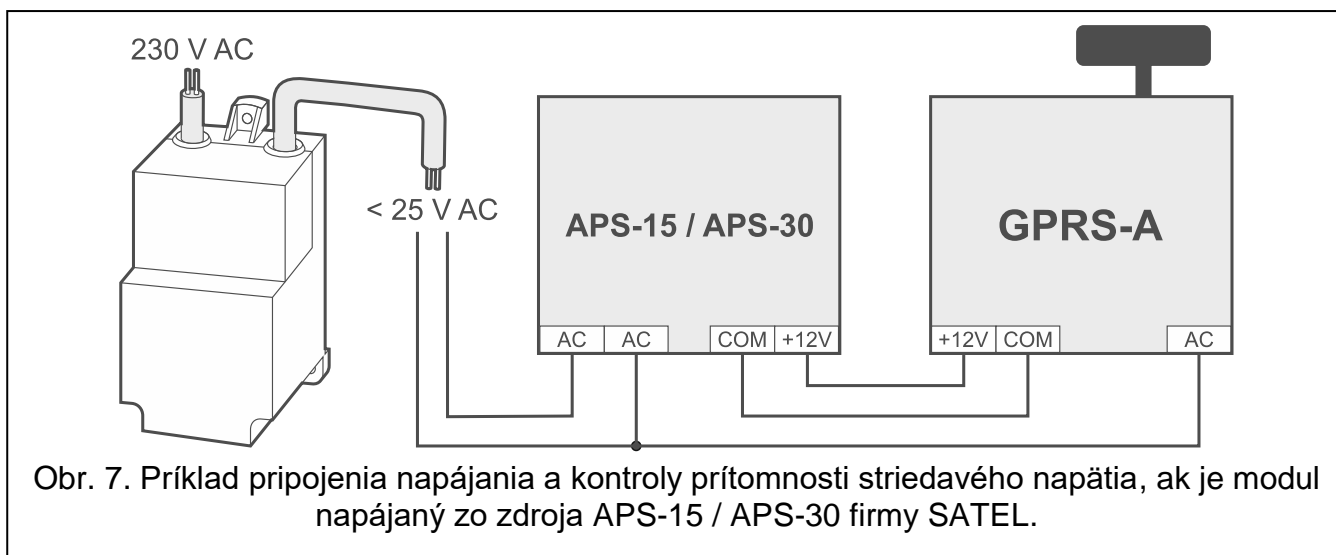 230 V AC
< 25 V AC
APS-15 / APS-30
GPRS-A
AC
AC
COM
+12V
+12V
COM
AC
Obr. 7. Príklad pripojenia napájania a kontroly prítomnosti striedavého napätia, ak je modul
napájaný zo zdroja APS-15 / APS-30 firmy SATEL.